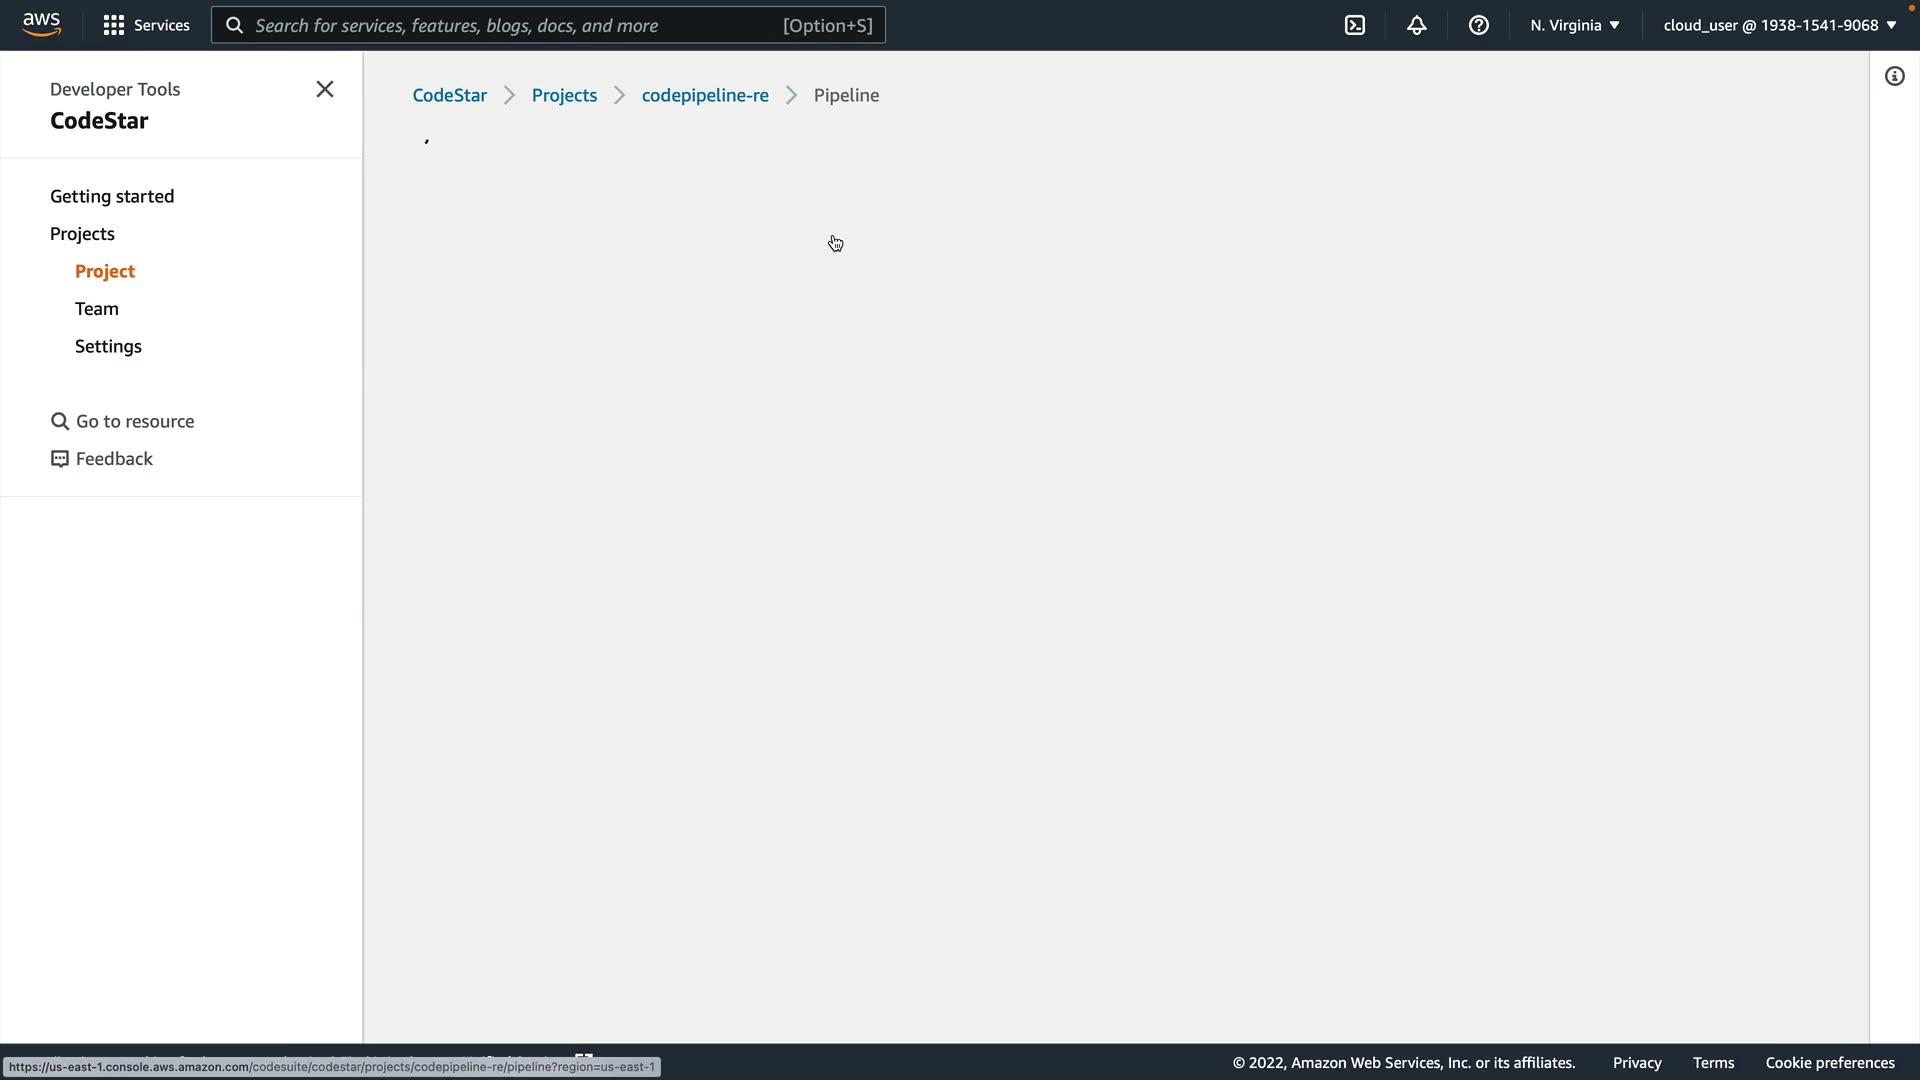 aws
Services
Search for services, features, blogs, docs, and more
[Option+S]
N. Virginia
cloud_user @ 1938-1541-9068
Developer Tools
CodeStar
Getting started
Projects
Project
Team
Settings
Go to resource
Feedback
CodeStar
Projects
codepipeline-re
Pipeline
https://us-east-1.console.aws.amazon.com/codesuite/codestar/projects/codepipeline-re/pipeline?region=us-east-1
© 2022, Amazon Web Services, Inc. or its affiliates.
Privacy
Terms
Cookie preferences